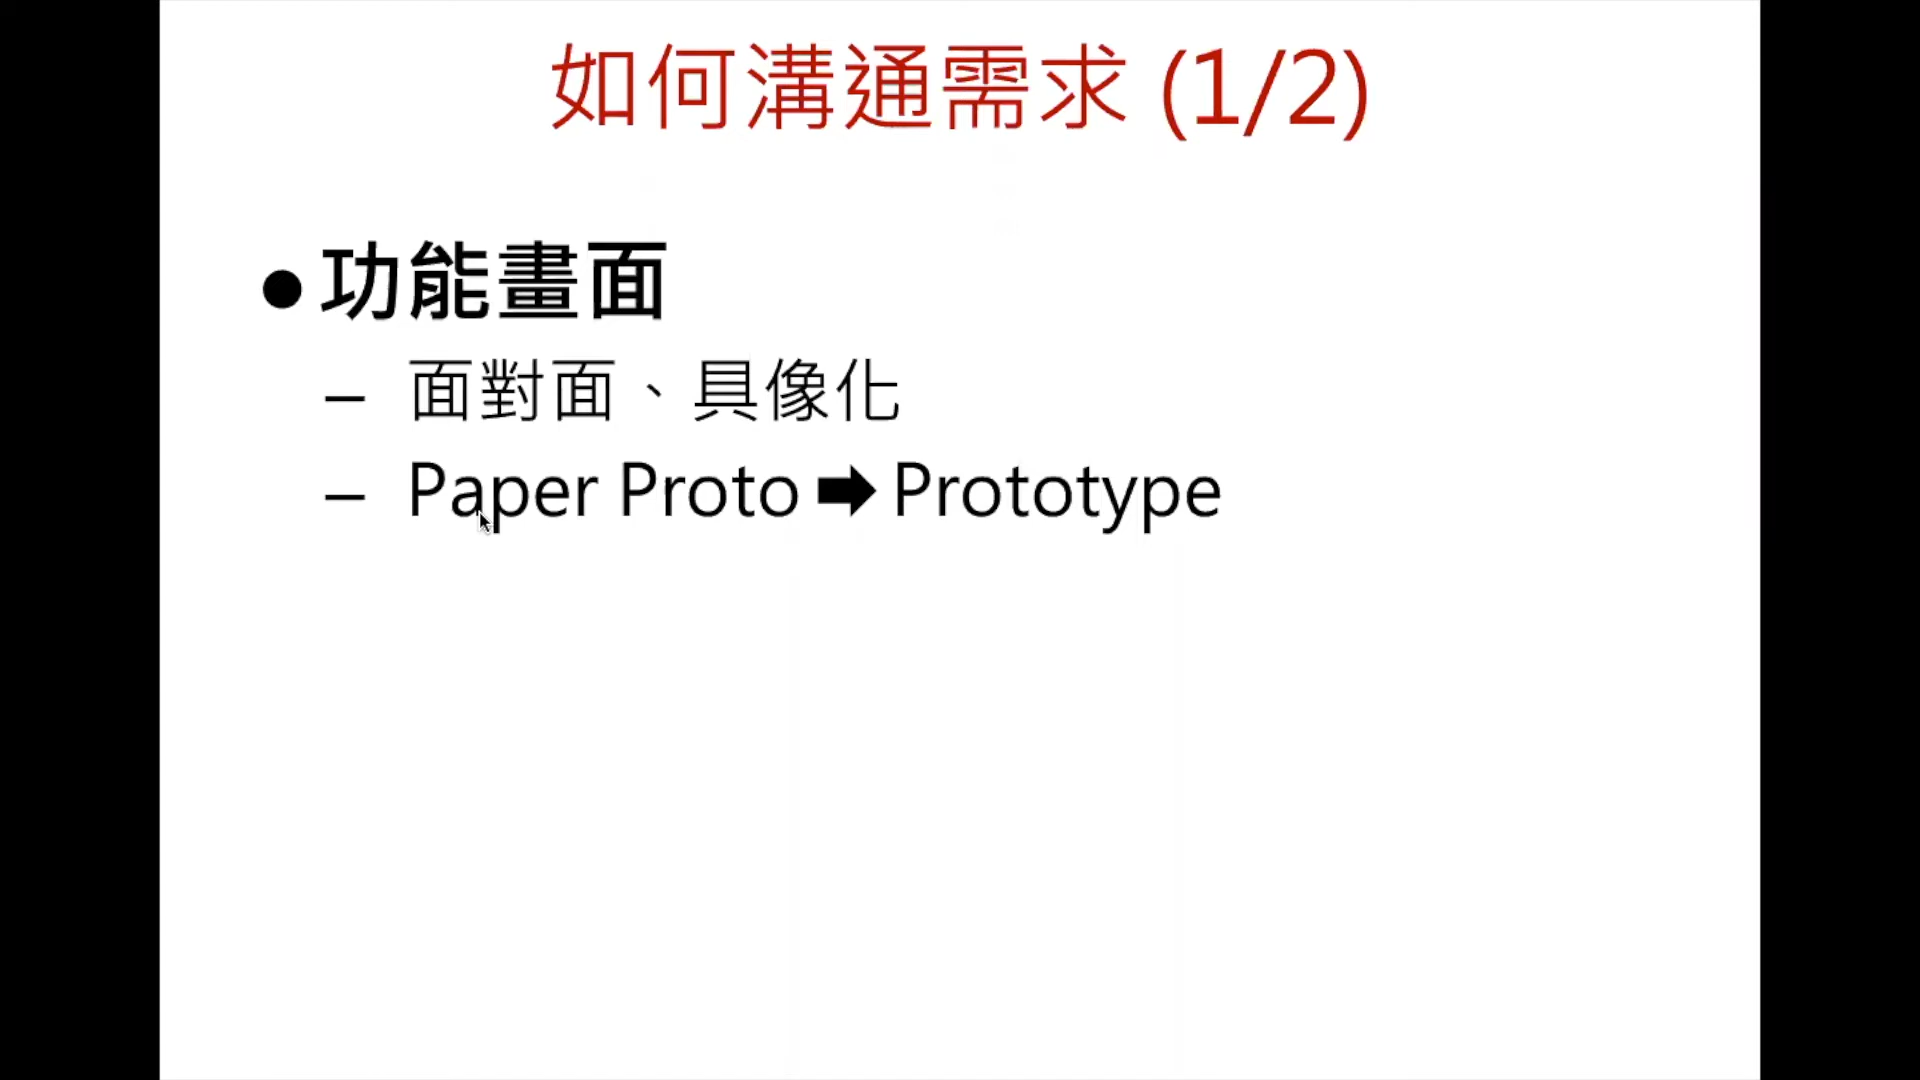 如何溝通需求 (1/2)
●功能畫面
– 面對面、具像化
– Paper Proto ➡ Prototype